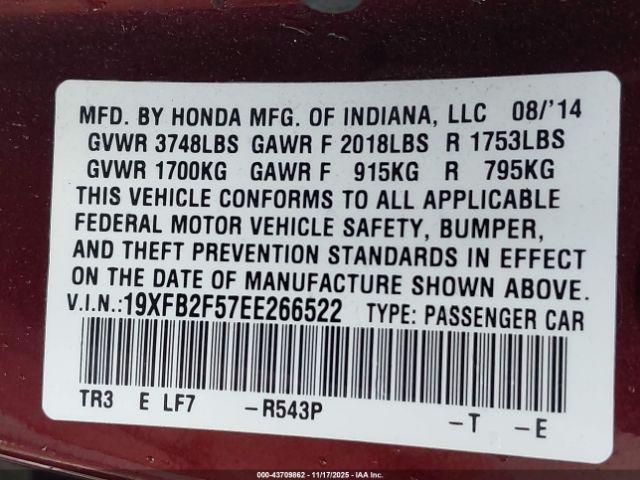 MFD. BY HONDA MFG. OF INDIANA, LLC 08/'14
GVWR 3748LBS GAWR F 2018LBS R 1753LBS
GVWR 1700KG GAWR F 915KG R 795KG
THIS VEHICLE CONFORMS TO ALL APPLICABLE
FEDERAL MOTOR VEHICLE SAFETY, BUMPER,
AND THEFT PREVENTION STANDARDS IN EFFECT
ON THE DATE OF MANUFACTURE SHOWN ABOVE.
V.I.N.:19XFB2F57EE266522 TYPE: PASSENGER CAR
TR3 E LF7 -R543P -T -E
000-43709862 - 11/17/2025 - IAA Inc.